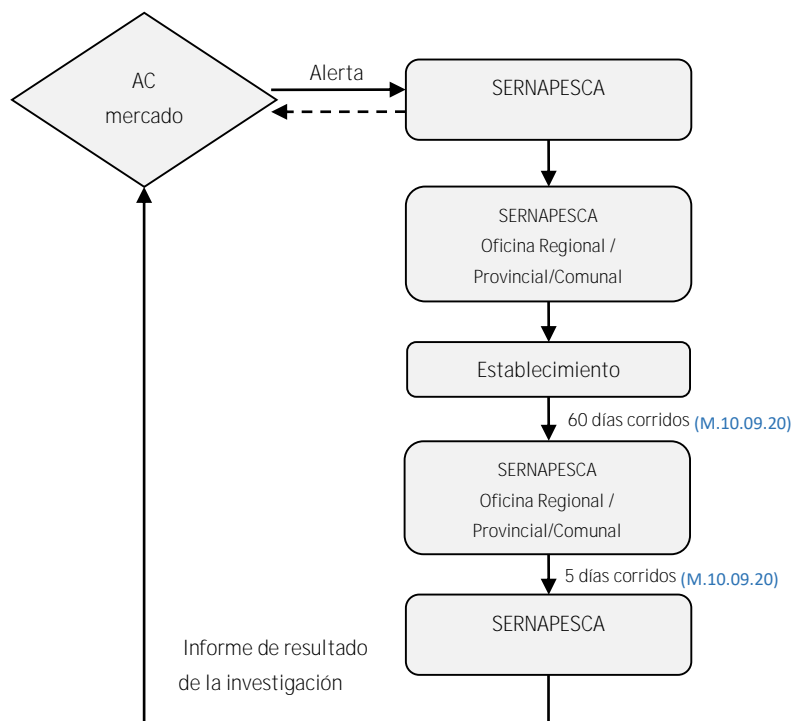 AC
mercado
Alerta
SERNAPESCA
SERNAPESCA
Oficina Regional /
Provincial/Comunal
Establecimiento
60 días corridos (M.10.09.20)
SERNAPESCA
Oficina Regional /
Provincial/Comunal
5 días corridos (M.10.09.20)
SERNAPESCA
Informe de resultado
de la investigación